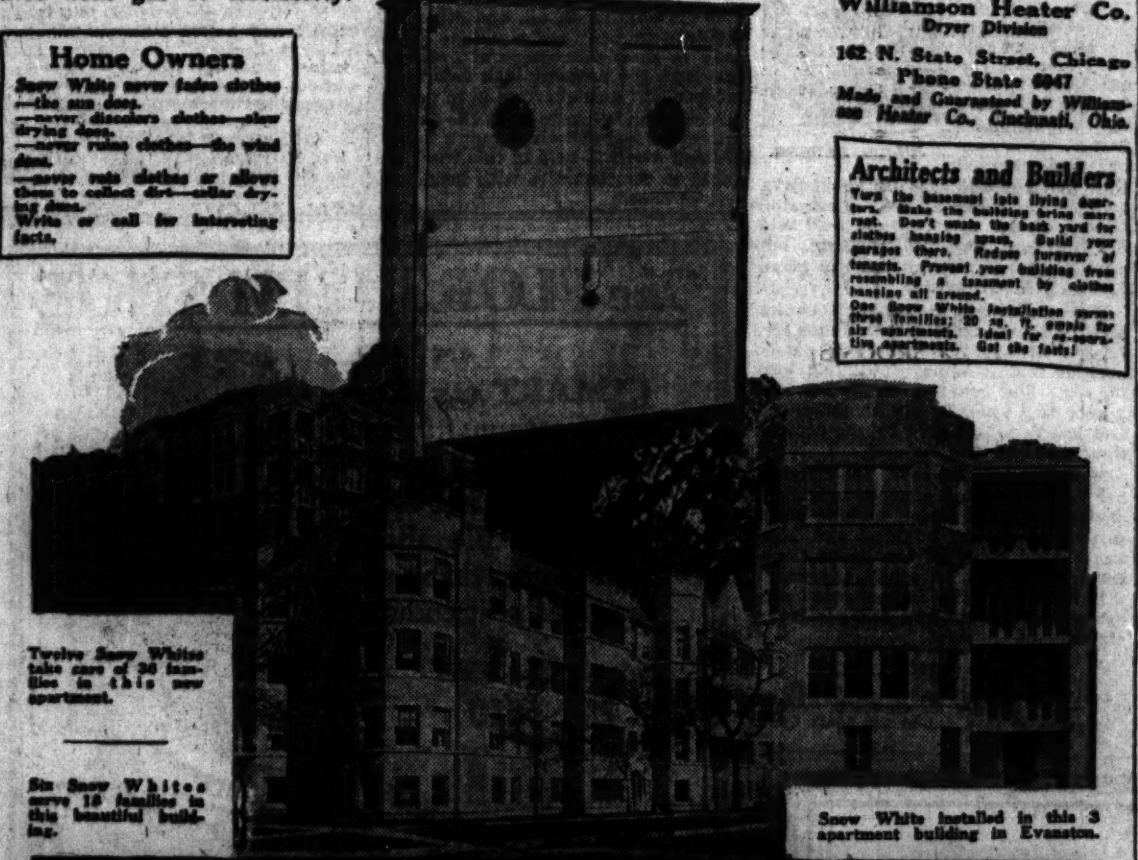 Williamson Heater Co.
Dryer Division
162 N. State Street, Chicago
Phone State 6847
Made and Guaranteed by William-
son Heater Co., Cincinnati, Ohio.
Home Owners
Snow White never fades clothes
—the sun does.
—never discolors clothes—slow
drying does.
—never ruins clothes—the wind
does.
—never rots clothes or allows
them to collect dirt—cellar dry-
ing does.
Write or call for interesting
facts.
Architects and Builders
Turn the basement into living quar-
ters. Make the building bring more
rent. Don't waste the back yard for
clothes hanging space. Build your
garages there. Reduce turnover of
tenants. Prevent your building from
resembling a tenement by clothes
hanging all around.
One Snow White installation serves
three families; 20 sq. ft. ample for
six apartments. Ideal for co-opera-
tive apartments. Get the facts!
Twelve Snow Whites
take care of 36 fam-
ilies in this new
apartment.
Six Snow Whites
serve 18 families in
this beautiful build-
ing.
Snow White installed in this 3
apartment building in Evanston.